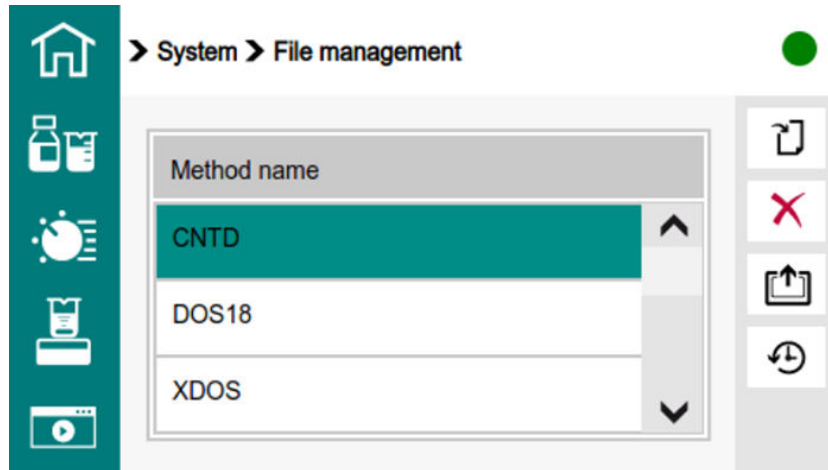 System File management
Method name
CNTD
DOS18
XDOS